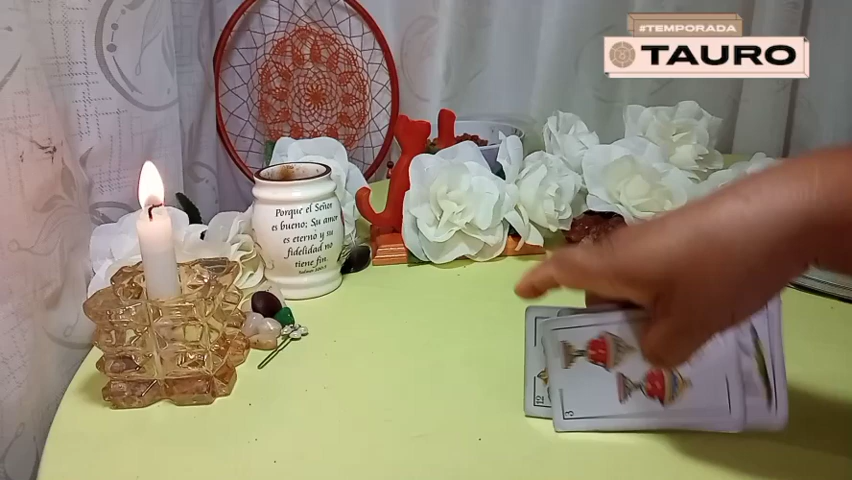 #TEMPORADA
TAURO
Porque el Señor
es bueno; Su amor
es eterno y su
fidelidad no
tiene fin.
12
3